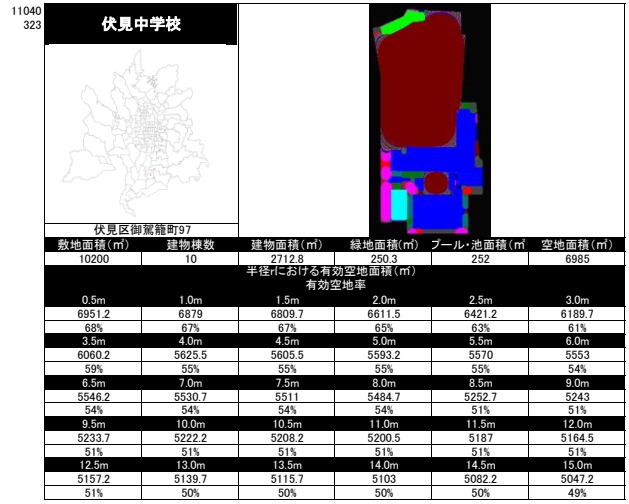 11040
323
伏見中学校
伏見区御駕籠町97
敷地面積(㎡) 建物棟数 建物面積(㎡) 緑地面積(㎡) プール・池面積(㎡ 空地面積(㎡)
10200 10 2712.8 250.3 252 6985
半径rにおける有効空地面積(㎡)
有効空地率
0.5m 1.0m 1.5m 2.0m 2.5m 3.0m
6951.2 6879 6809.7 6611.5 6421.2 6189.7
68% 67% 67% 65% 63% 61%
3.5m 4.0m 4.5m 5.0m 5.5m 6.0m
6060.2 5625.5 5605.5 5593.2 5570 5553
59% 55% 55% 55% 55% 54%
6.5m 7.0m 7.5m 8.0m 8.5m 9.0m
5546.2 5530.7 5511 5484.7 5252.7 5243
54% 54% 54% 54% 51% 51%
9.5m 10.0m 10.5m 11.0m 11.5m 12.0m
5233.7 5222.2 5208.2 5200.5 5187 5164.5
51% 51% 51% 51% 51% 51%
12.5m 13.0m 13.5m 14.0m 14.5m 15.0m
5157.2 5139.7 5115.7 5103 5082.2 5047.2
51% 50% 50% 50% 50% 49%